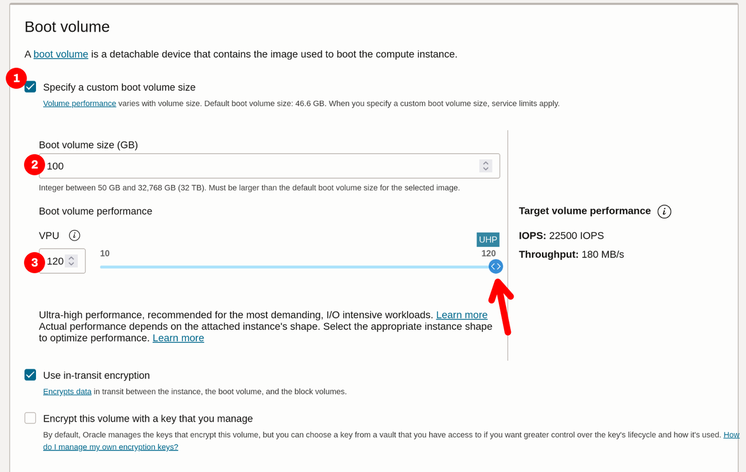 Boot volume
A boot volume is a detachable device that contains the image used to boot the compute instance.
1
Specify a custom boot volume size
Volume performance varies with volume size. Default boot volume size: 46.6 GB. When you specify a custom boot volume size, service limits apply.
Boot volume size (GB)
2
100
Integer between 50 GB and 32,768 GB (32 TB). Must be larger than the default boot volume size for the selected image.
Boot volume performance
Target volume performance i
VPU i
UHP
IOPS: 22500 IOPS
10
120
Throughput: 180 MB/s
3
120
Ultra-high performance, recommended for the most demanding, I/O intensive workloads. Learn more
Actual performance depends on the attached instance's shape. Select the appropriate instance shape
to optimize performance. Learn more
Use in-transit encryption
Encrypts data in transit between the instance, the boot volume, and the block volumes.
Encrypt this volume with a key that you manage
By default, Oracle manages the keys that encrypt this volume, but you can choose a key from a vault that you have access to if you want greater control over the key's lifecycle and how it's used. How
do I manage my own encryption keys?